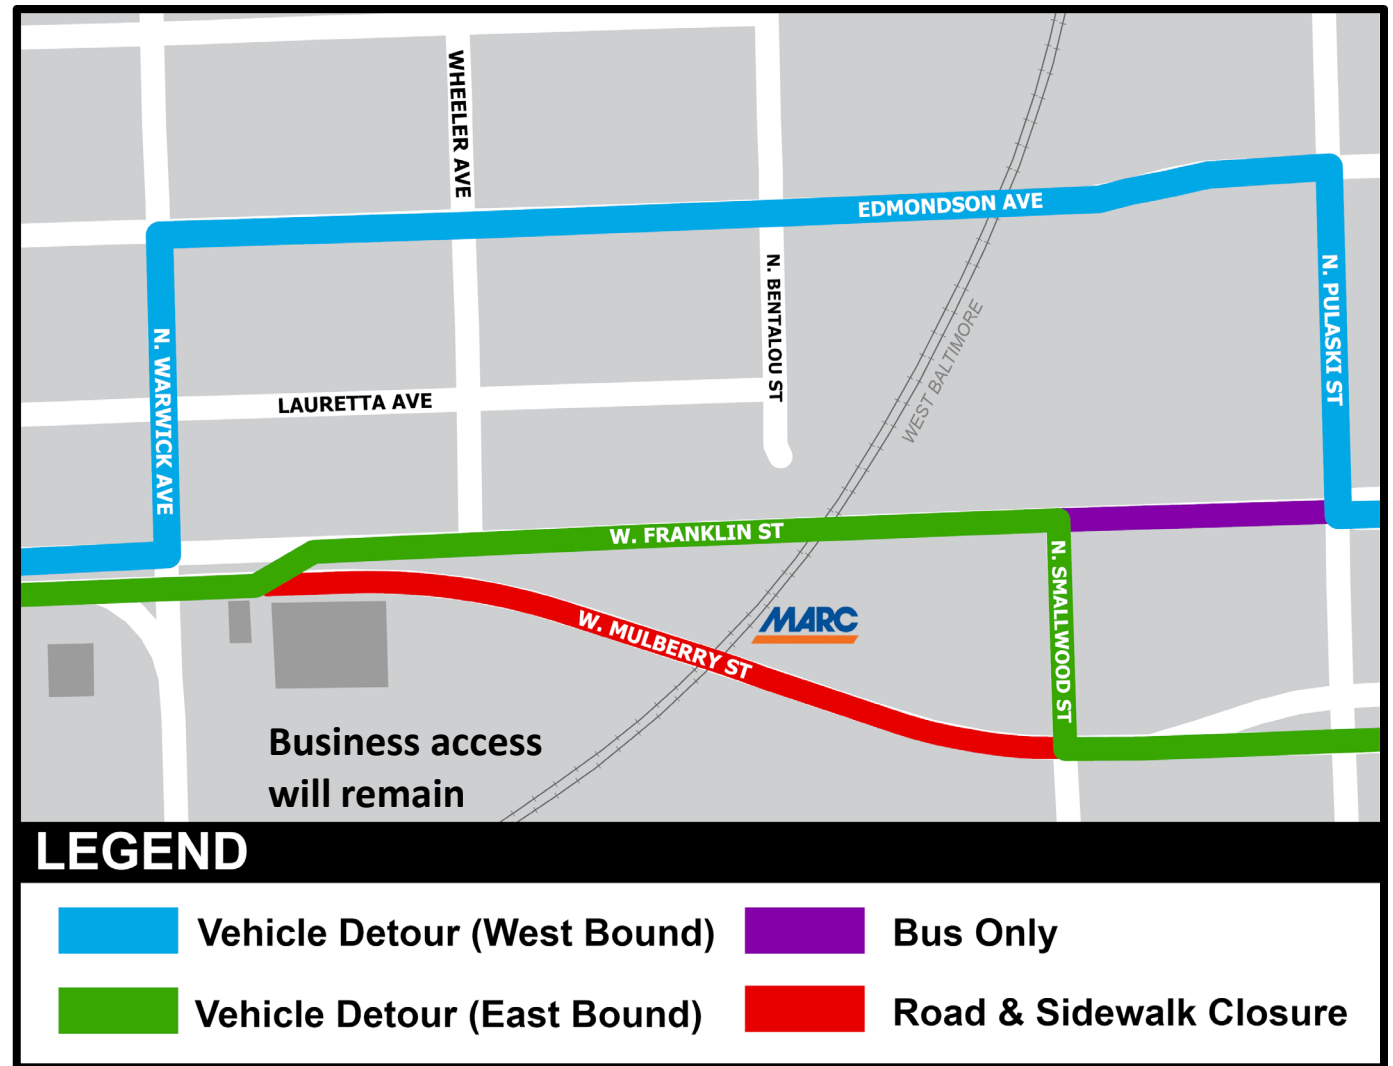 WHEELER AVE
EDMONDSON AVE
N. BENTALOU ST
N. PULASKI ST
WEST BALTIMORE
N. WARWICK AVE
LAURETTA AVE
W. FRANKLIN ST
N. SMALLWOOD ST
MARC
W. MULBERRY ST
Business access
will remain
LEGEND
Vehicle Detour (West Bound)
Bus Only
Vehicle Detour (East Bound)
Road & Sidewalk Closure